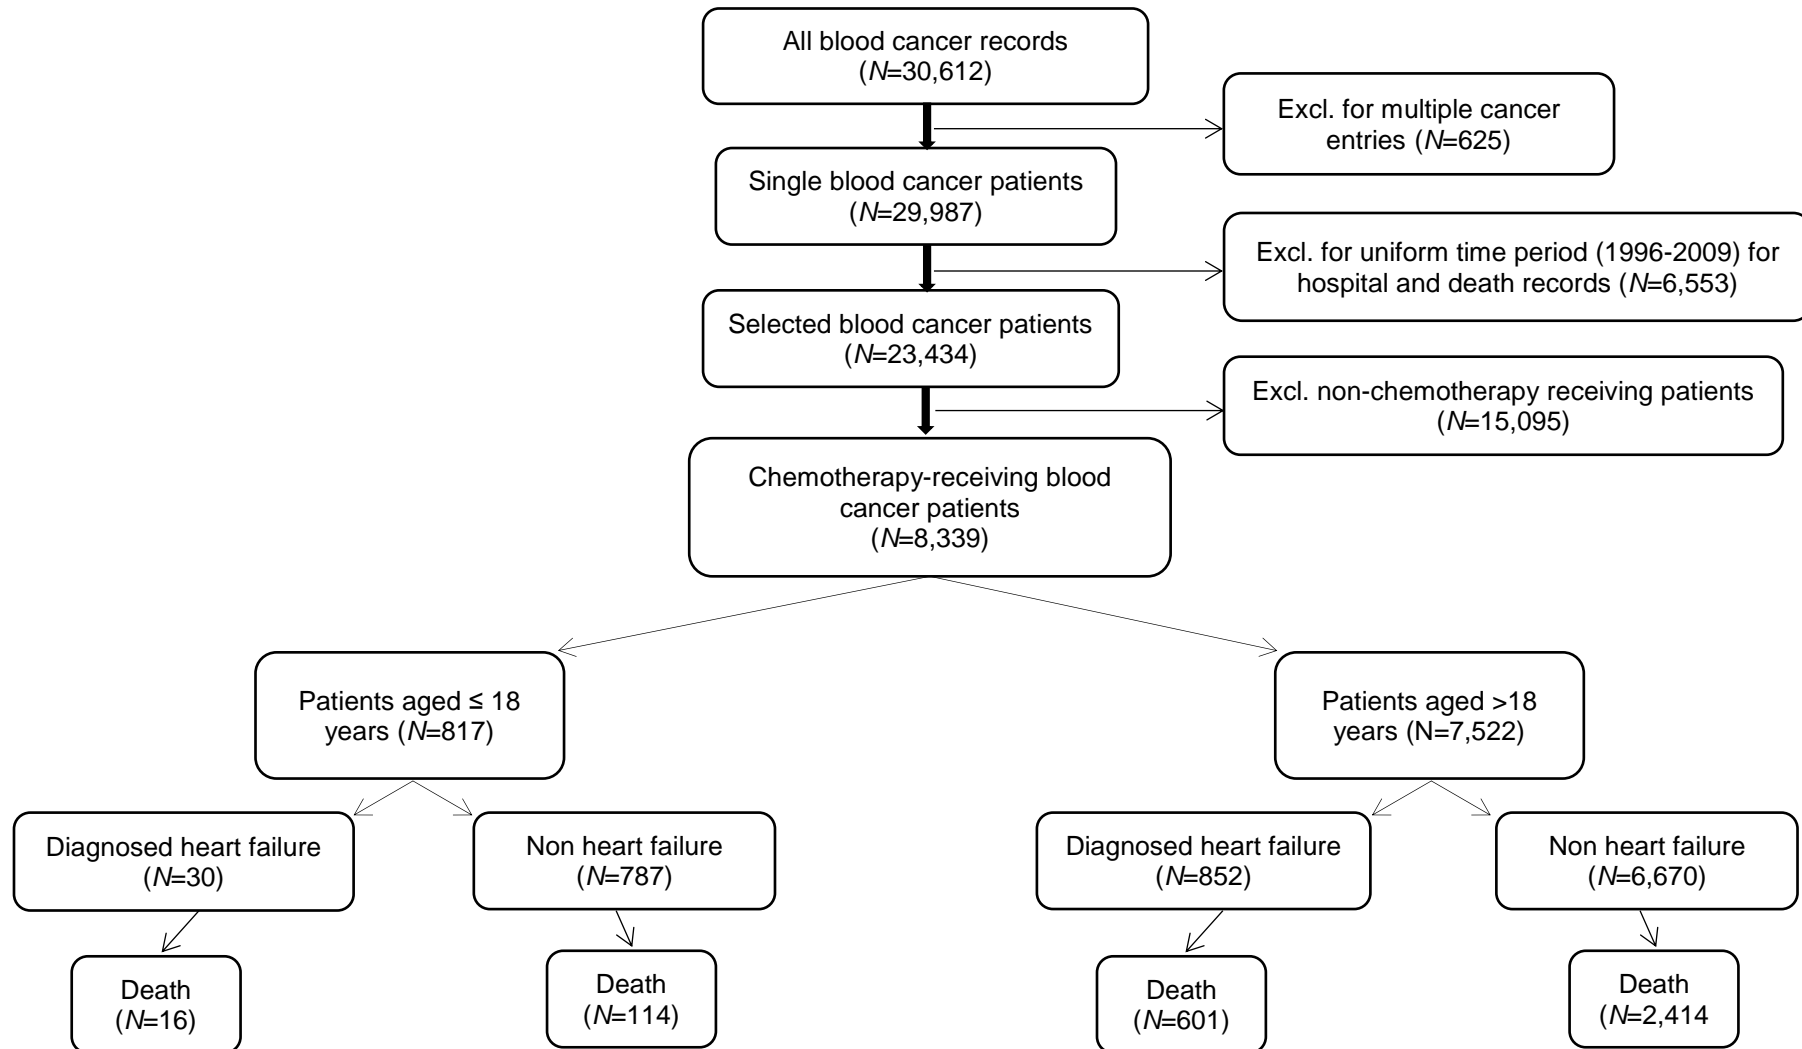 All blood cancer records
(N=30,612)
Excl. for multiple cancer
entries (N=625)
Single blood cancer patients
(N=29,987)
Excl. for uniform time period (1996-2009) for
hospital and death records (N=6,553)
Selected blood cancer patients
(N=23,434)
Excl. non-chemotherapy receiving patients
(N=15,095)
Chemotherapy-receiving blood
cancer patients
(N=8,339)
Patients aged ≤ 18
years (N=817)
Patients aged >18
years (N=7,522)
Diagnosed heart failure
(N=30)
Non heart failure
(N=787)
Diagnosed heart failure
(N=852)
Non heart failure
(N=6,670)
Death
(N=16)
Death
(N=114)
Death
(N=601)
Death
(N=2,414